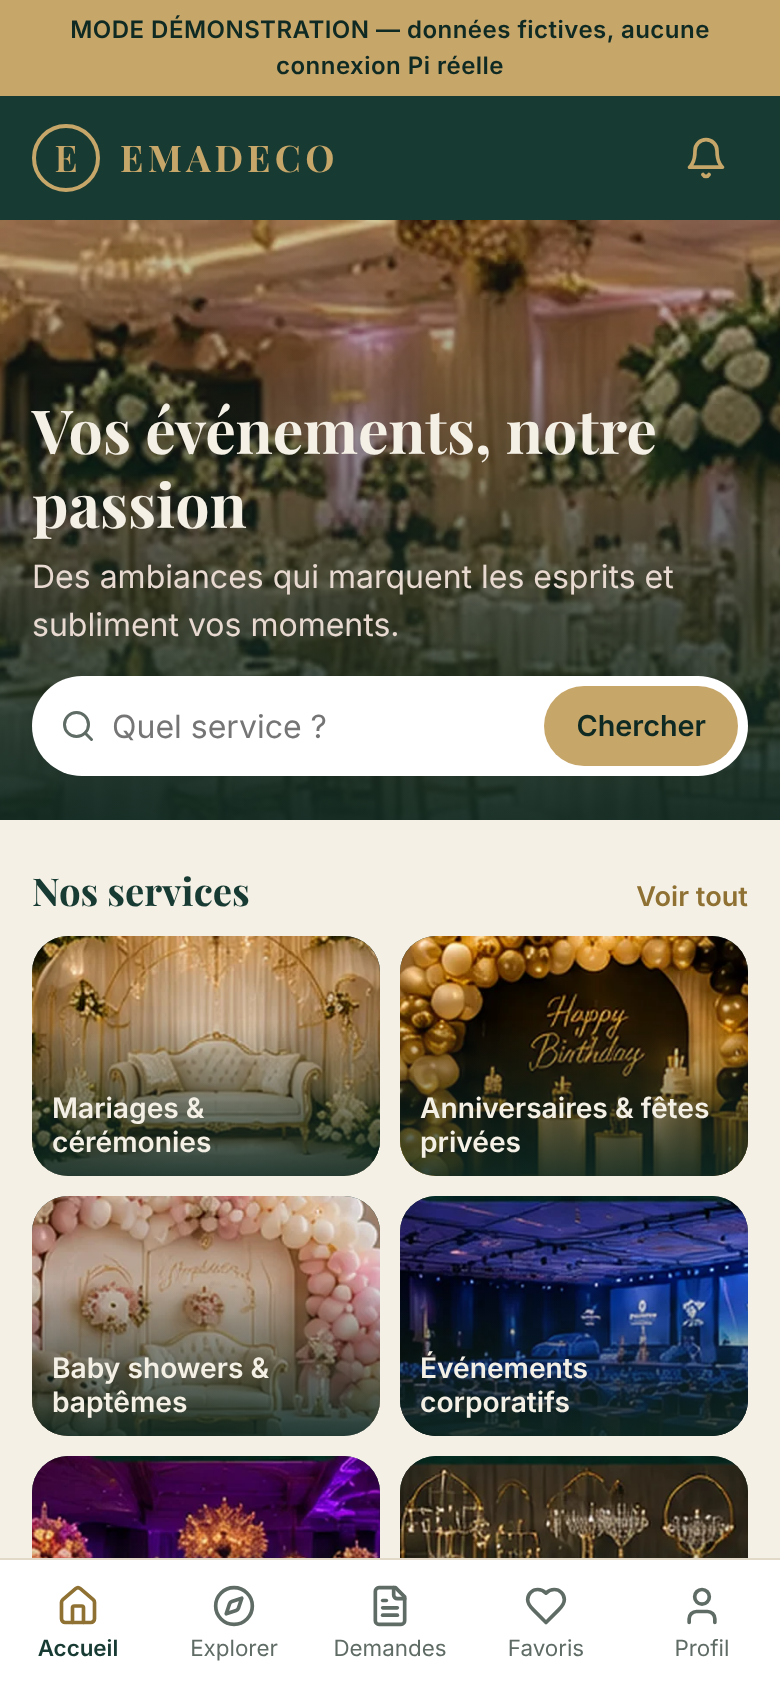 MODE DÉMONSTRATION — données fictives, aucune
connexion Pi réelle
E EMADECO
Vos événements, notre
passion
Des ambiances qui marquent les esprits et
subliment vos moments.
Quel service ?
Chercher
Nos services
Voir tout
Happy
Birthday
Mariages &
cérémonies
Anniversaires & fêtes
privées
Baby showers &
baptêmes
Événements
corporatifs
Accueil
Explorer
Demandes
Favoris
Profil